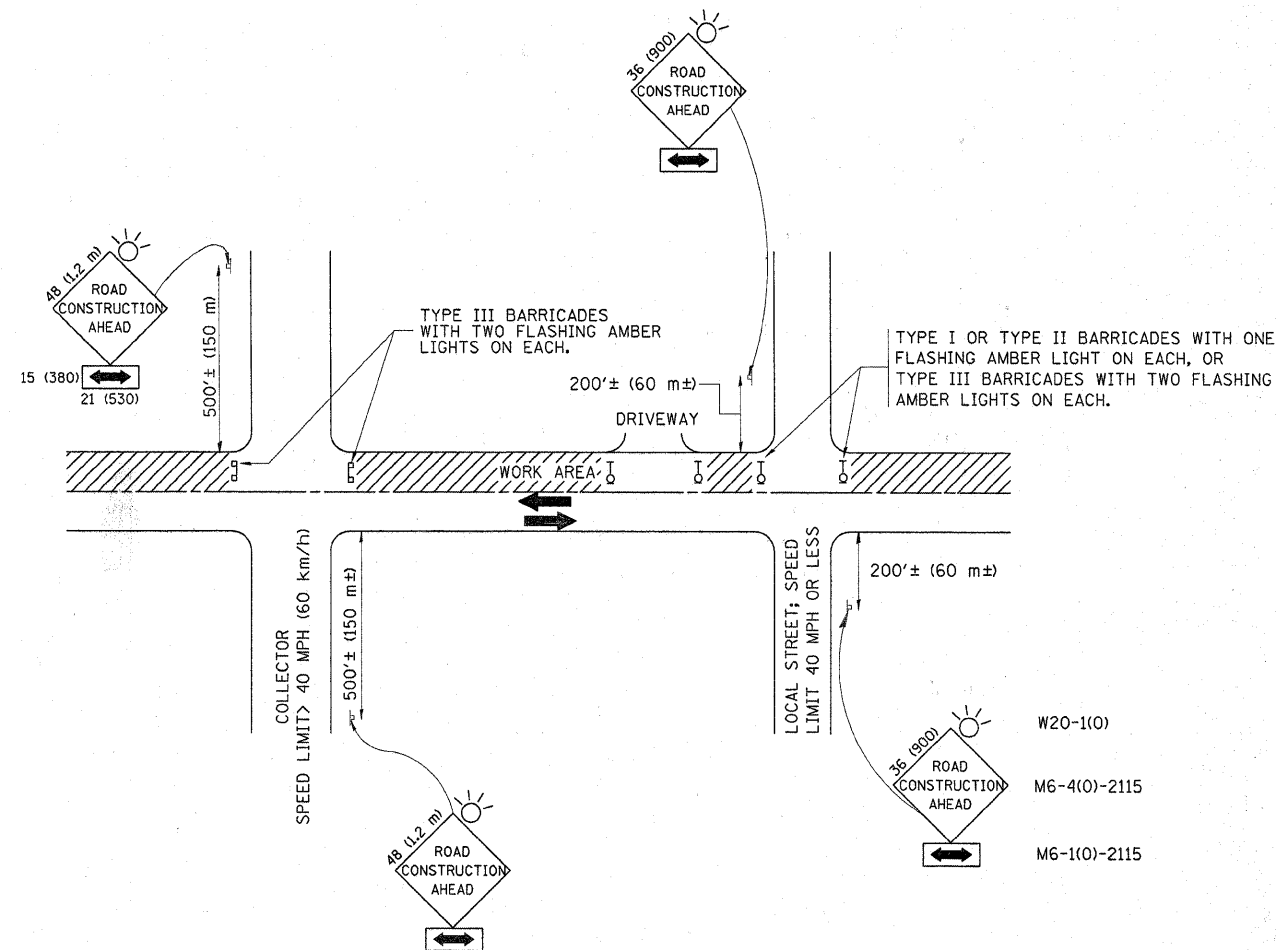 36 (900)
ROAD
CONSTRUCTION
AHEAD
48 (1.2 m)
ROAD
CONSTRUCTION
AHEAD
15 (380)
21 (530)
500'± (150 m)
TYPE III BARRICADES
WITH TWO FLASHING AMBER
LIGHTS ON EACH.
200'± (60 m±)
DRIVEWAY
TYPE I OR TYPE II BARRICADES WITH ONE
FLASHING AMBER LIGHT ON EACH, OR
TYPE III BARRICADES WITH TWO FLASHING
AMBER LIGHTS ON EACH.
WORK AREA
COLLECTOR
SPEED LIMIT> 40 MPH (60 km/h)
500'± (150 m±)
LOCAL STREET; SPEED
LIMIT 40 MPH OR LESS
200'± (60 m±)
48 (1.2 m)
ROAD
CONSTRUCTION
AHEAD
36 (900)
ROAD
CONSTRUCTION
AHEAD
W20-1(O)
M6-4(O)-2115
M6-1(O)-2115